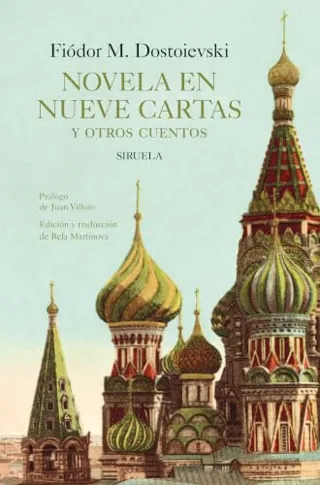 Fiódor M. Dostoievski
NOVELA EN
NUEVE CARTAS
Y OTROS CUENTOS
SIRUELA
Prólogo
de Juan Villoro
Edición y traducción
de Bela Martinova